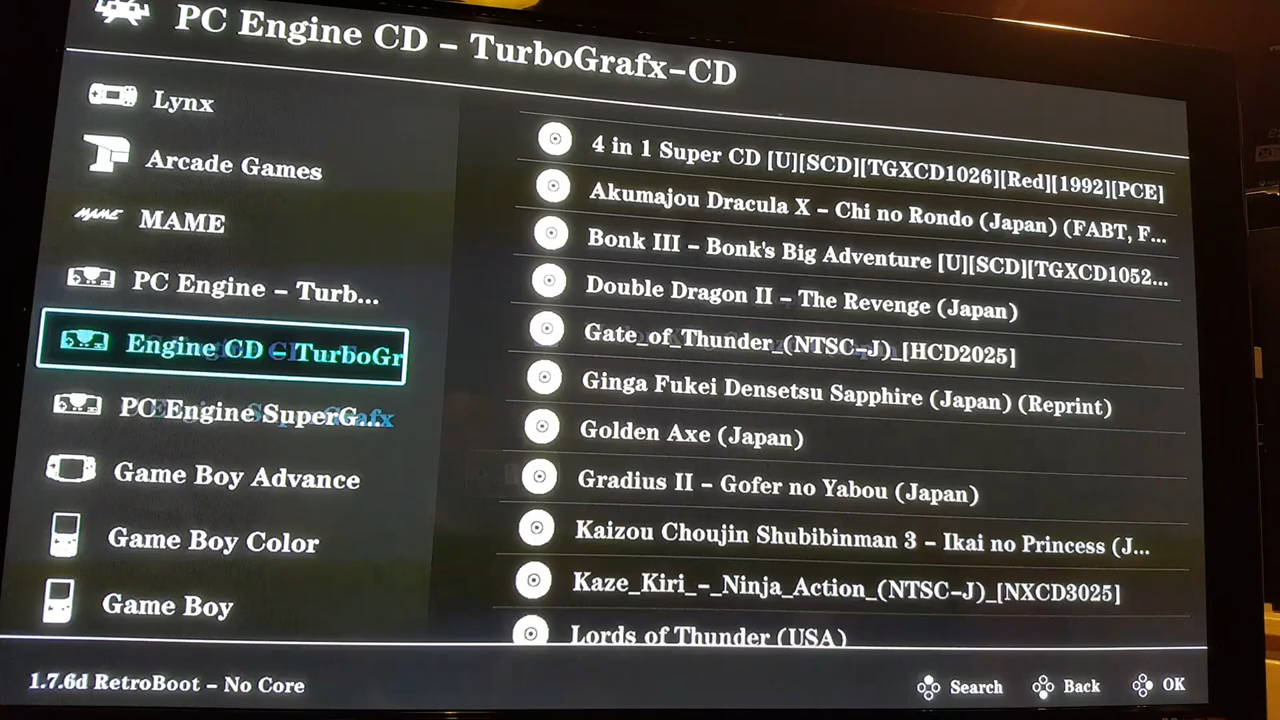 PC Engine CD – TurboGrafx-CD
Lynx
Arcade Games
MAME
MAME
PC Engine – Turb...
Engine CD – TurboGr
PC Engine SuperG...
Game Boy Advance
Game Boy Color
Game Boy
4 in 1 Super CD [U][SCD][TGXCD1026][Red][1992][PCE]
Akumajou Dracula X – Chi no Rondo (Japan) (FABT, F...
Bonk III – Bonk's Big Adventure [U][SCD][TGXCD1052...
Double Dragon II – The Revenge (Japan)
Gate_of_Thunder_(NTSC-J)_[HCD2025]
Ginga Fukei Densetsu Sapphire (Japan) (Reprint)
Golden Axe (Japan)
Gradius II – Gofer no Yabou (Japan)
Kaizou Choujin Shubibinman 3 – Ikai no Princess (J...
Kaze_Kiri_-_Ninja_Action_(NTSC-J)_[NXCD3025]
Lords of Thunder (USA)
1.7.6d RetroBoot – No Core
Search
Back
OK